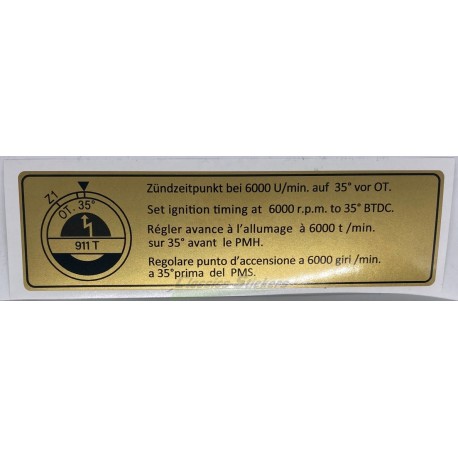 Z1
OT. 35°
911 T
Zündzeitpunkt bei 6000 U/min. auf 35° vor OT.
Set ignition timing at 6000 r.p.m. to 35° BTDC.
Régler avance à l'allumage à 6000 t /min.
sur 35° avant le PMH.
Regolare punto d'accensione a 6000 giri /min.
a 35°prima del PMS.
Classics Stickers